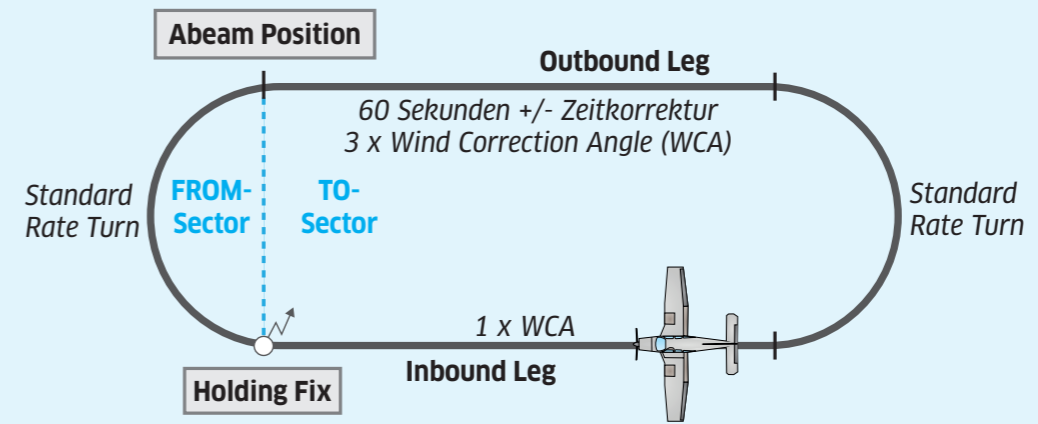 Abeam Position
Outbound Leg
60 Sekunden +/- Zeitkorrektur
3 x Wind Correction Angle (WCA)
Standard
Rate Turn
FROM-
Sector
TO-
Sector
Standard
Rate Turn
1 x WCA
Inbound Leg
Holding Fix